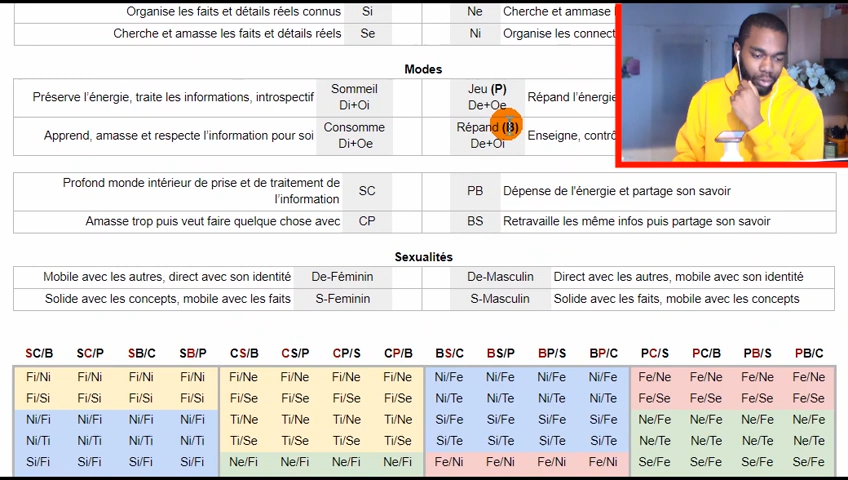 Organise les faits et détails réels connus Si Ne Cherche et ammase
Cherche et amasse les faits et détails réels Se Ni Organise les connect
Modes
Préserve l'énergie, traite les informations, introspectif Sommeil Di+Oi Jeu (P) De+Oe Répand l'énergie
Apprend, amasse et respecte l'information pour soi Consomme Di+Oe Répand (B) De+Oi Enseigne, contrô
Profond monde intérieur de prise et de traitement de l'information SC PB Dépense de l'énergie et partage son savoir
Amasse trop puis veut faire quelque chose avec CP BS Retravaille les même infos puis partage son savoir
Sexualités
Mobile avec les autres, direct avec son identité De-Féminin De-Masculin Direct avec les autres, mobile avec son identité
Solide avec les concepts, mobile avec les faits S-Feminin S-Masculin Solide avec les faits, mobile avec les concepts
SC/B SC/P SB/C SB/P CS/B CS/P CP/S CP/B BS/C BS/P BP/S BP/C PC/S PC/B PB/S PB/C
Fi/Ni Fi/Ni Fi/Ni Fi/Ni Fi/Ne Fi/Ne Fi/Ne Fi/Ne Ni/Fe Ni/Fe Ni/Fe Ni/Fe Fe/Ne Fe/Ne Fe/Ne Fe/Ne
Fi/Si Fi/Si Fi/Si Fi/Si Fi/Se Fi/Se Fi/Se Fi/Se Ni/Te Ni/Te Ni/Te Ni/Te Fe/Se Fe/Se Fe/Se Fe/Se
Ni/Fi Ni/Fi Ni/Fi Ni/Fi Ti/Ne Ti/Ne Ti/Ne Ti/Ne Si/Fe Si/Fe Si/Fe Si/Fe Ne/Fe Ne/Fe Ne/Fe Ne/Fe
Ni/Ti Ni/Ti Ni/Ti Ni/Ti Ti/Se Ti/Se Ti/Se Ti/Se Si/Te Si/Te Si/Te Si/Te Ne/Te Ne/Te Ne/Te Ne/Te
Si/Fi Si/Fi Si/Fi Si/Fi Ne/Fi Ne/Fi Ne/Fi Ne/Fi Fe/Ni Fe/Ni Fe/Ni Fe/Ni Se/Fe Se/Fe Se/Fe Se/Fe